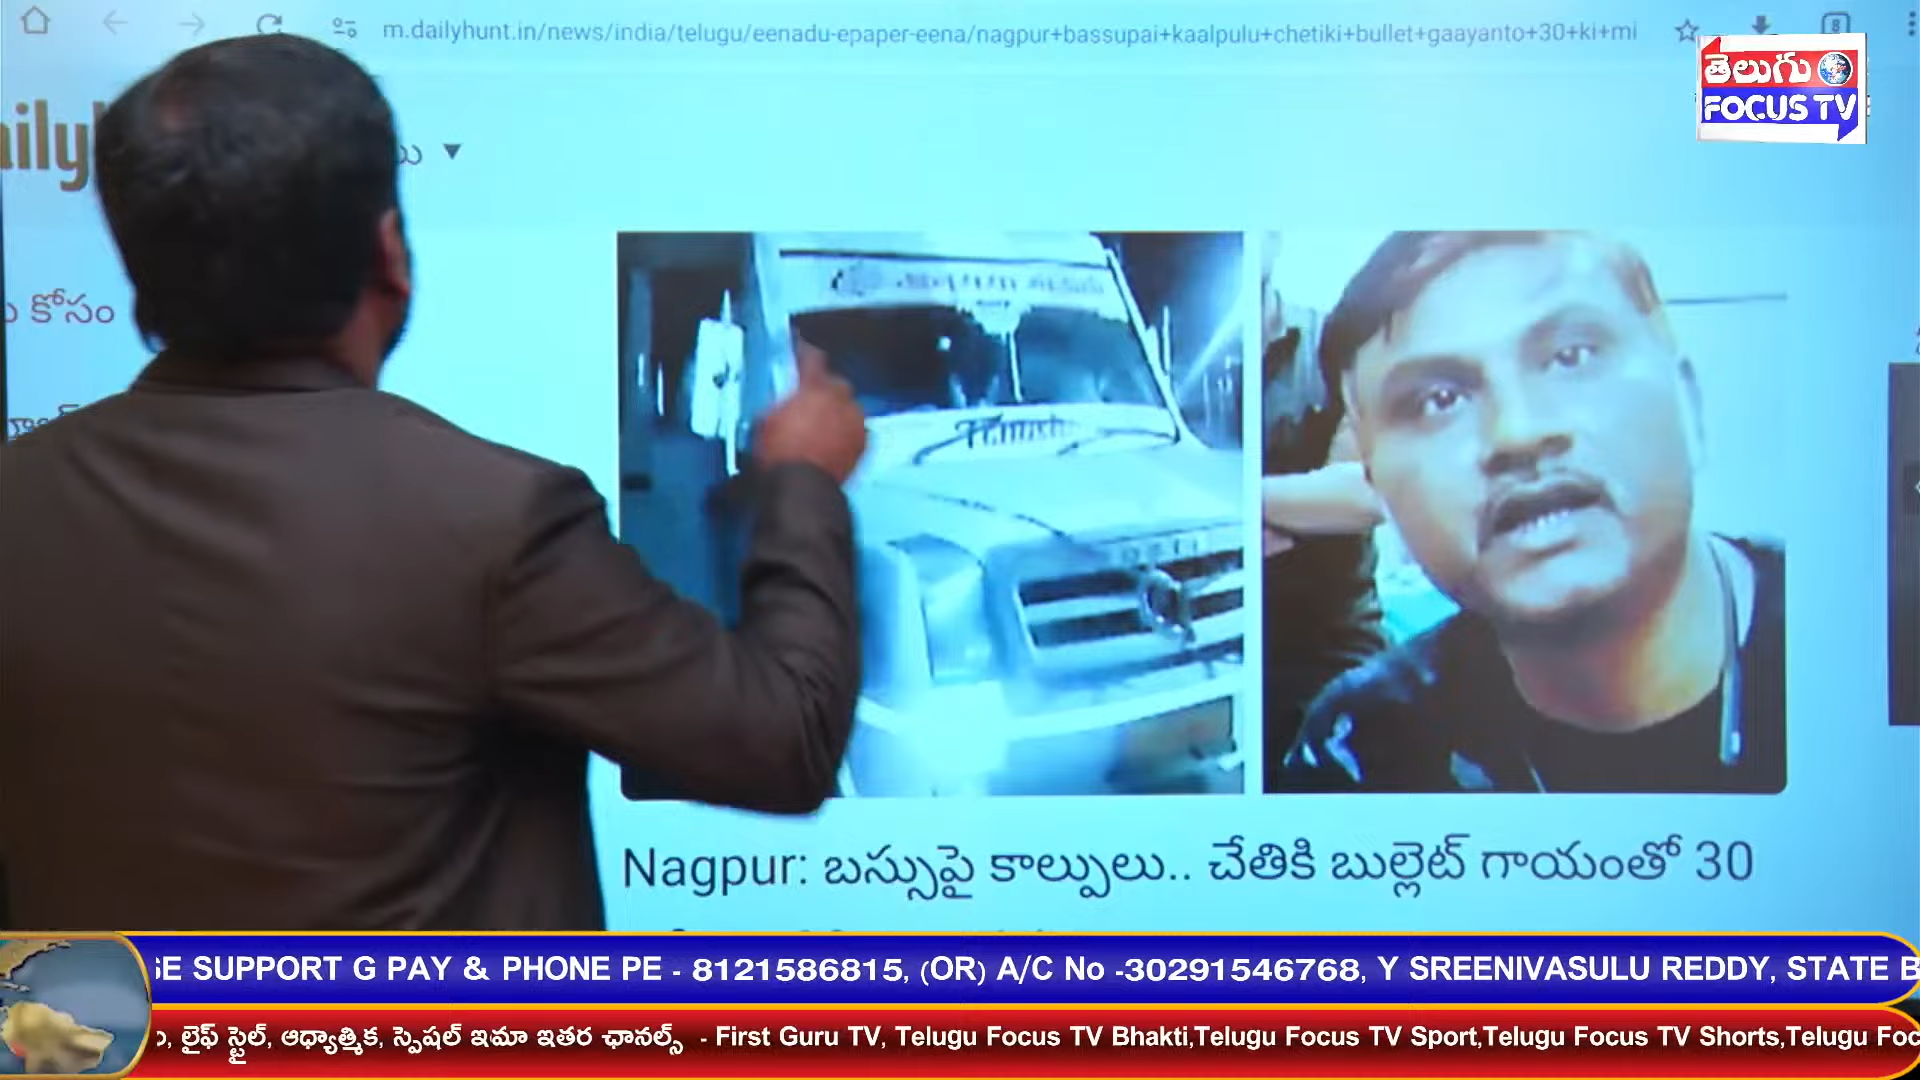 m.dailyhunt.in/news/india/telugu/eenadu-epaper-eena/nagpur+bassupai+kaalpulu+chetiki+bullet+gaayanto+30+ki+mi
8
తెలుగు
FOCUS TV
కోసం
Nagpur: బస్సుపై కాల్పులు.. చేతికి బుల్లెట్ గాయంతో 30
SUPPORT G PAY & PHONE PE - 8121586815, (OR) A/C No -30291546768, Y SREENIVASULU REDDY, STATE B
, లైఫ్ స్టైల్, ఆధ్యాత్మిక, స్పెషల్ ఇమా ఇతర ఛానల్స్ - First Guru TV, Telugu Focus TV Bhakti,Telugu Focus TV Sport,Telugu Focus TV Shorts,Telugu Foc